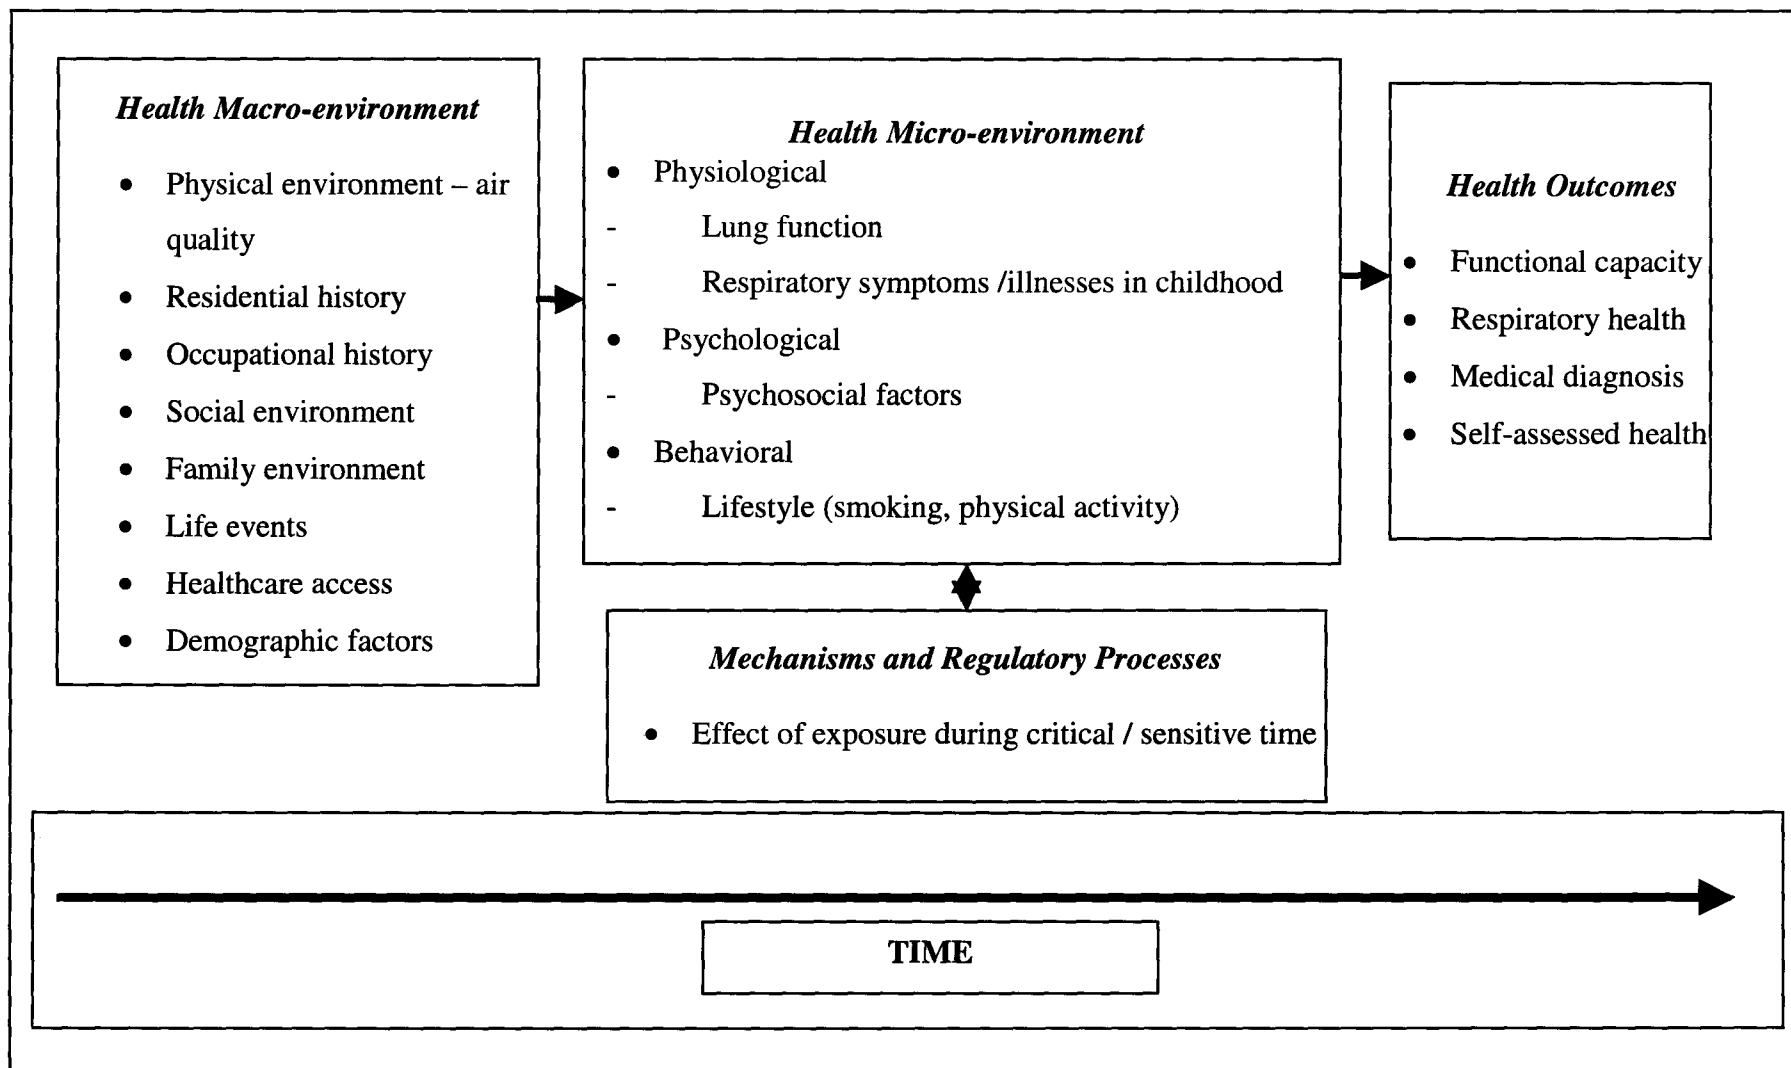 Health Macro-environment
• Physical environment – air
quality
• Residential history
• Occupational history
• Social environment
• Family environment
• Life events
• Healthcare access
• Demographic factors
Health Micro-environment
• Physiological
- Lung function
- Respiratory symptoms /illnesses in childhood
• Psychological
- Psychosocial factors
• Behavioral
- Lifestyle (smoking, physical activity)
Health Outcomes
• Functional capacity
• Respiratory health
• Medical diagnosis
• Self-assessed health
Mechanisms and Regulatory Processes
• Effect of exposure during critical / sensitive time
TIME